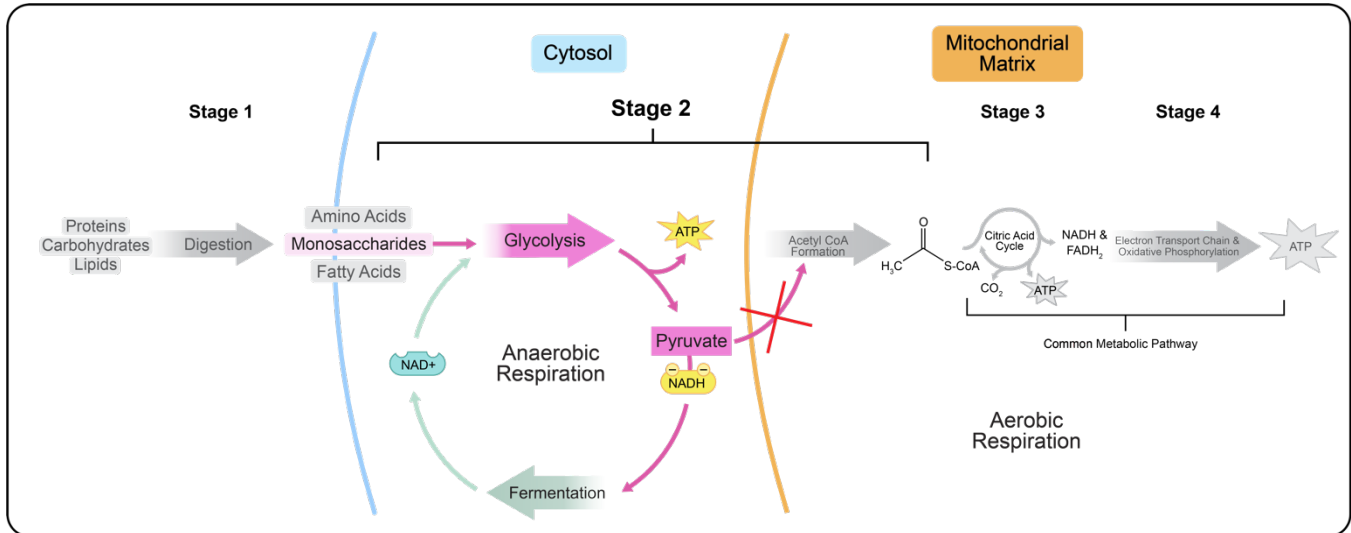 Cytosol
Mitochondrial
Matrix
Stage 1
Stage 2
Stage 3
Stage 4
Proteins
Carbohydrates
Lipids
Digestion
Amino Acids
Monosaccharides
Fatty Acids
Glycolysis
ATP
Acetyl CoA
Formation
O
H₃C
S-CoA
Citric Acid
Cycle
CO₂
ATP
NADH &
FADH₂
Electron Transport Chain &
Oxidative Phosphorylation
ATP
Common Metabolic Pathway
Pyruvate
− −
NADH
NAD+
Anaerobic
Respiration
Fermentation
Aerobic
Respiration